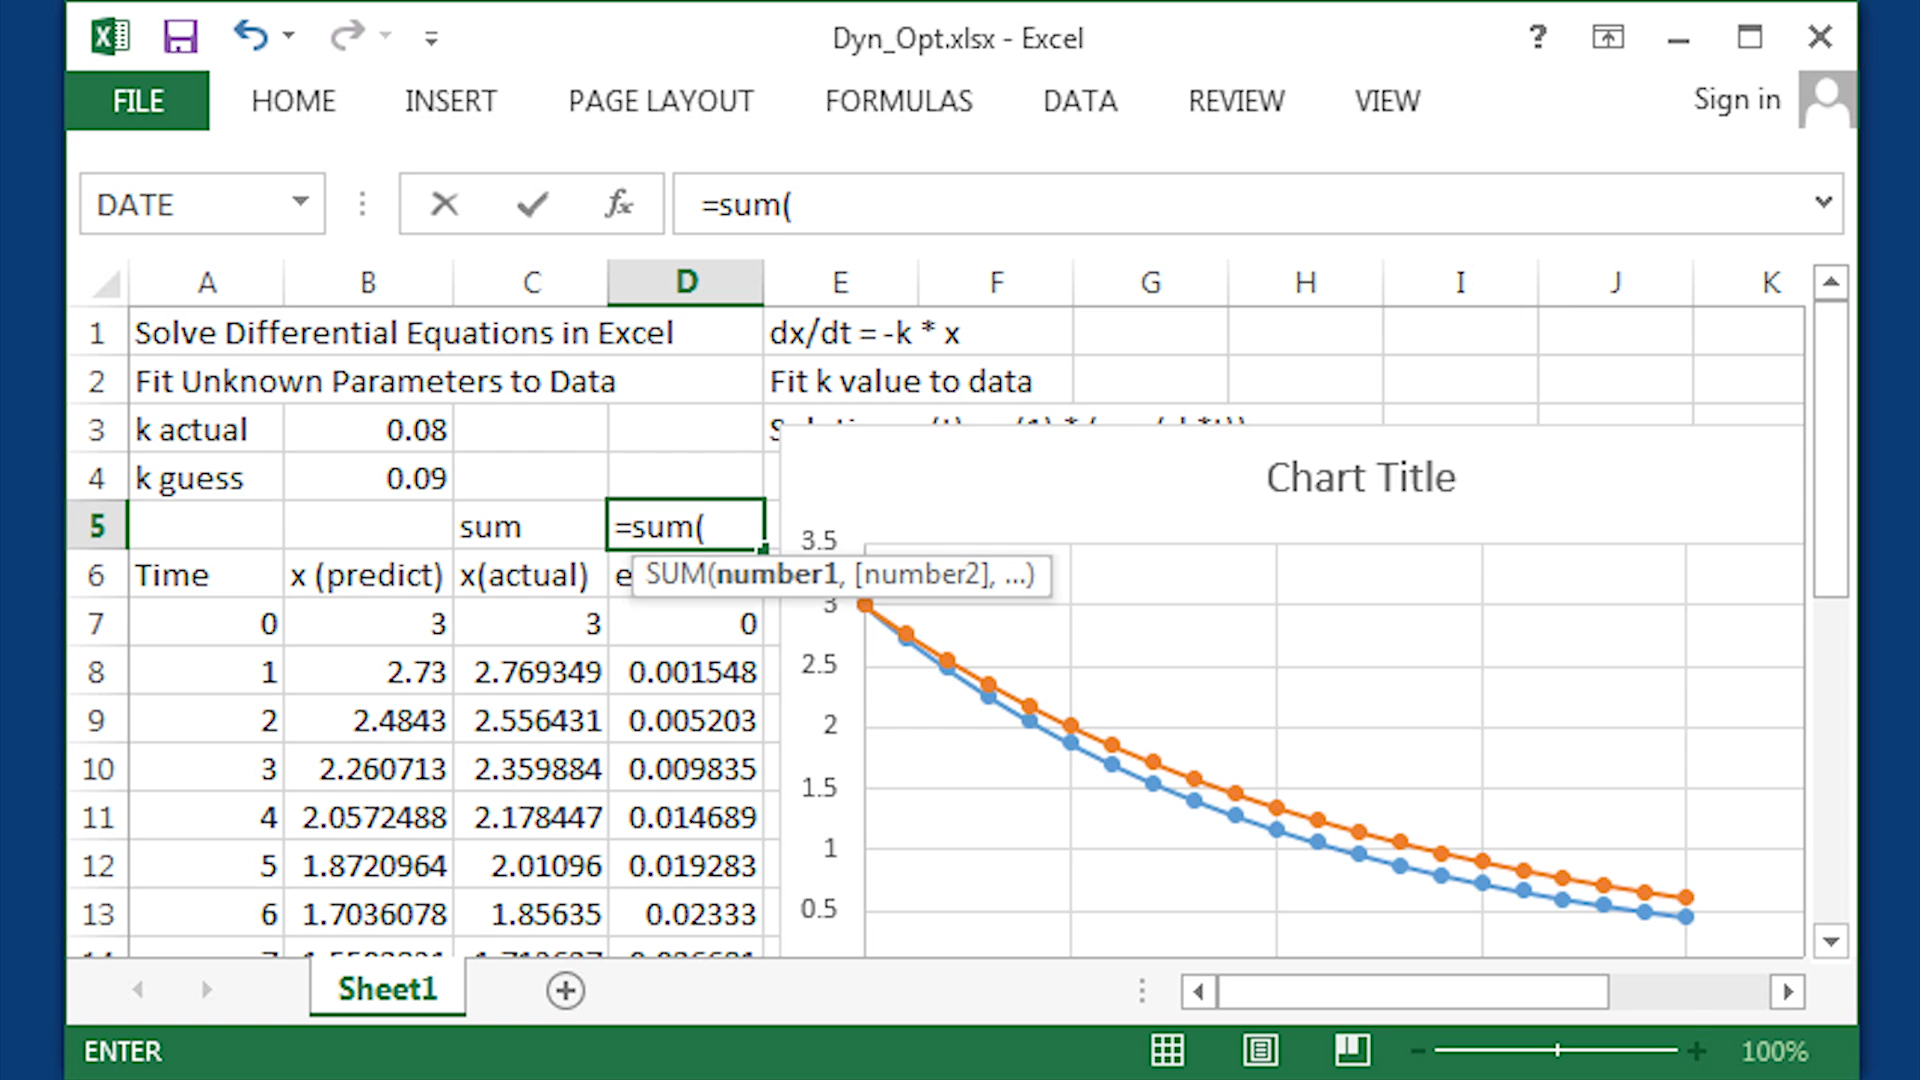 Dyn_Opt.xlsx - Excel
?
FILE HOME INSERT PAGE LAYOUT FORMULAS DATA REVIEW VIEW Sign in
DATE fx =sum(
A B C D E F G H I J K
1 Solve Differential Equations in Excel dx/dt = -k * x
2 Fit Unknown Parameters to Data Fit k value to data
3 k actual 0.08
4 k guess 0.09
Chart Title
5 sum =sum(
6 Time x (predict) x(actual) e
SUM(number1, [number2], ...)
7 0 3 3 0
8 1 2.73 2.769349 0.001548
9 2 2.4843 2.556431 0.005203
10 3 2.260713 2.359884 0.009835
11 4 2.0572488 2.178447 0.014689
12 5 1.8720964 2.01096 0.019283
13 6 1.7036078 1.85635 0.02333
3.5
3
2.5
2
1.5
1
0.5
Sheet1
ENTER 100%